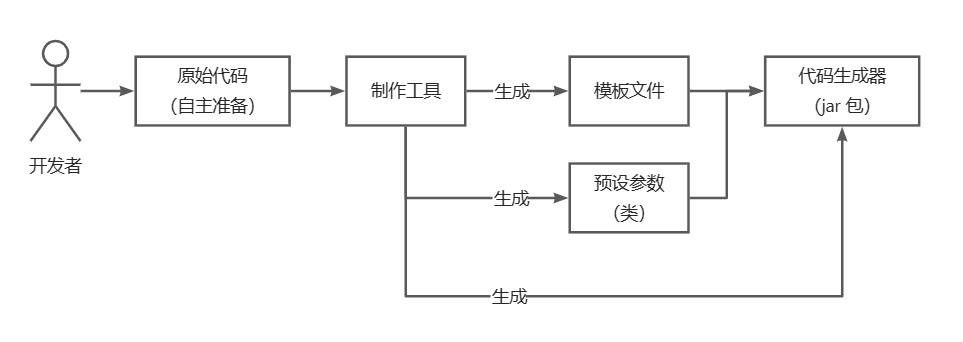 开发者
原始代码
（自主准备）
制作工具
生成
模板文件
代码生成器
（jar 包）
生成
预设参数
（类）
生成